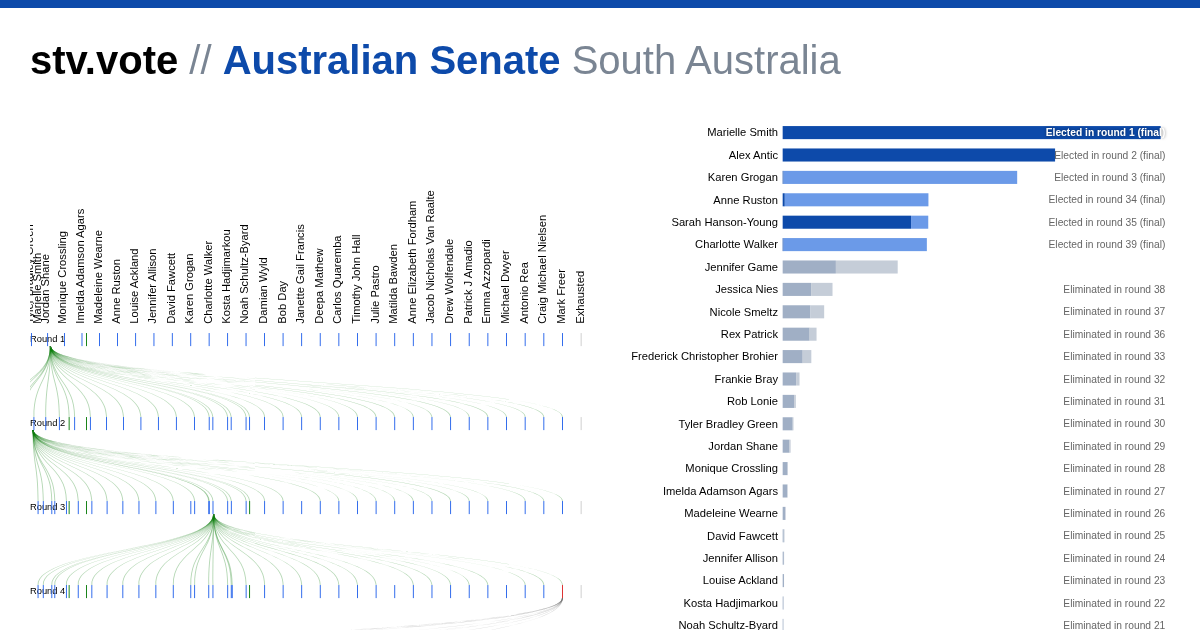 stv.vote // Australian Senate South Australia
Marielle Smith
Jordan Shane
Monique Crossling
Imelda Adamson Agars
Madeleine Wearne
Anne Ruston
Louise Ackland
Jennifer Allison
David Fawcett
Karen Grogan
Charlotte Walker
Kosta Hadjimarkou
Noah Schultz-Byard
Damian Wyld
Bob Day
Janette Gail Francis
Deepa Mathew
Carlos Quaremba
Timothy John Hall
Julie Pastro
Matilda Bawden
Anne Elizabeth Fordham
Jacob Nicholas Van Raalte
Drew Wolfendale
Patrick J Amadio
Emma Azzopardi
Michael Dwyer
Antonio Rea
Craig Michael Nielsen
Mark Freer
Exhausted
Round 1
Round 2
Round 3
Round 4
Marielle Smith Elected in round 1 (final)
Alex Antic Elected in round 2 (final)
Karen Grogan Elected in round 3 (final)
Anne Ruston Elected in round 34 (final)
Sarah Hanson-Young Elected in round 35 (final)
Charlotte Walker Elected in round 39 (final)
Jennifer Game
Jessica Nies Eliminated in round 38
Nicole Smeltz Eliminated in round 37
Rex Patrick Eliminated in round 36
Frederick Christopher Brohier Eliminated in round 33
Frankie Bray Eliminated in round 32
Rob Lonie Eliminated in round 31
Tyler Bradley Green Eliminated in round 30
Jordan Shane Eliminated in round 29
Monique Crossling Eliminated in round 28
Imelda Adamson Agars Eliminated in round 27
Madeleine Wearne Eliminated in round 26
David Fawcett Eliminated in round 25
Jennifer Allison Eliminated in round 24
Louise Ackland Eliminated in round 23
Kosta Hadjimarkou Eliminated in round 22
Noah Schultz-Byard Eliminated in round 21